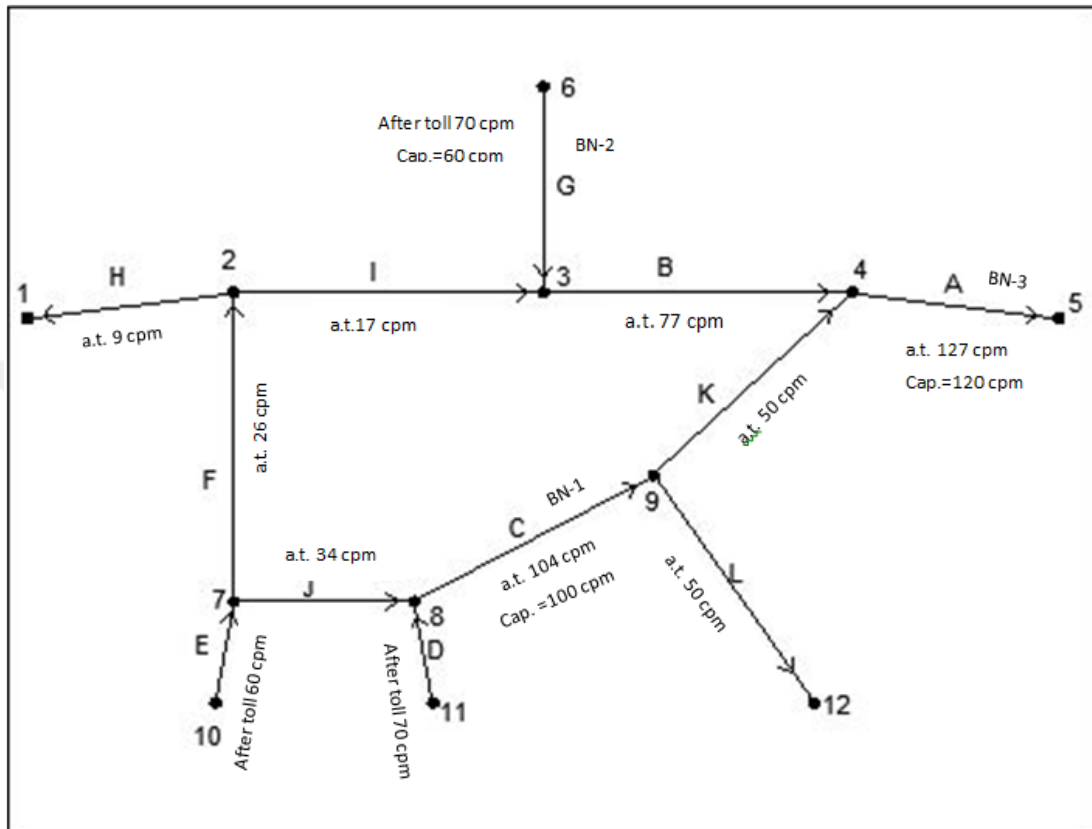 6
After toll 70 cpm
Cap.=60 cpm
BN-2
G
H
2
I
3
B
4
A
BN-3
1
5
a.t. 9 cpm
a.t.17 cpm
a.t. 77 cpm
a.t. 127 cpm
Cap.=120 cpm
K
a.t. 50 cpm
F
a.t. 26 cpm
BN-1
9
C
a.t. 34 cpm
a.t. 104 cpm
Cap. =100 cpm
L
a.t. 50 cpm
7
J
8
E
D
After toll 60 cpm
After toll 70 cpm
10
11
12